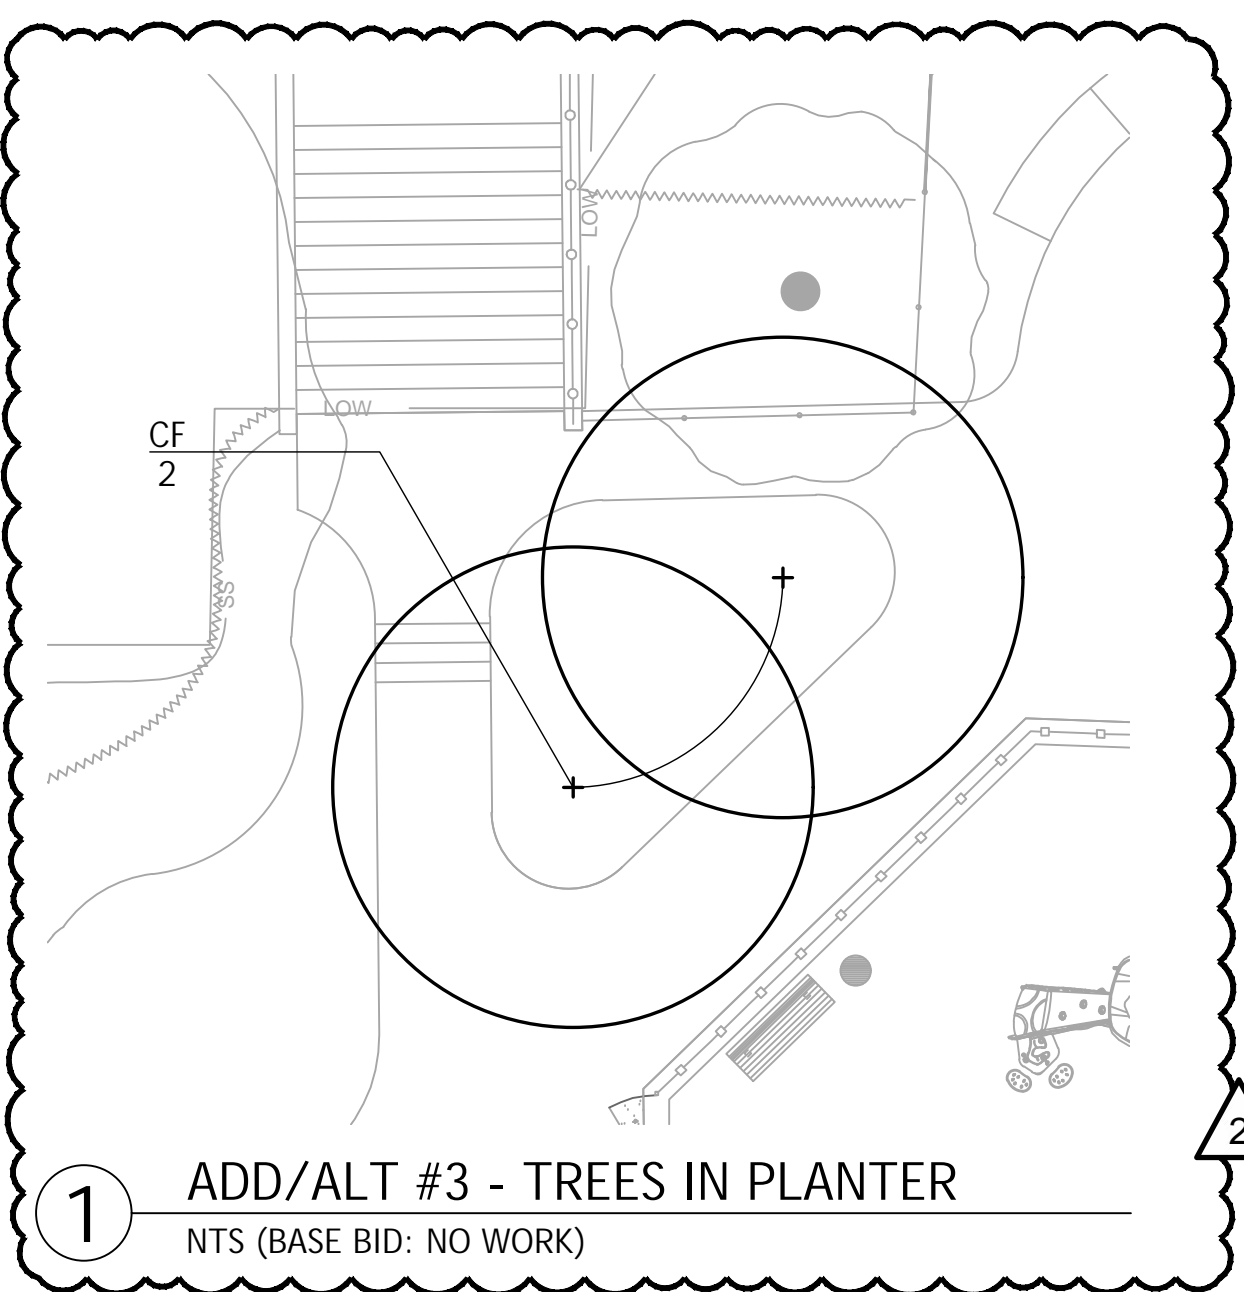 LOW
LOW
CF
2
SS
2
1
ADD/ALT #3 - TREES IN PLANTER
NTS (BASE BID: NO WORK)